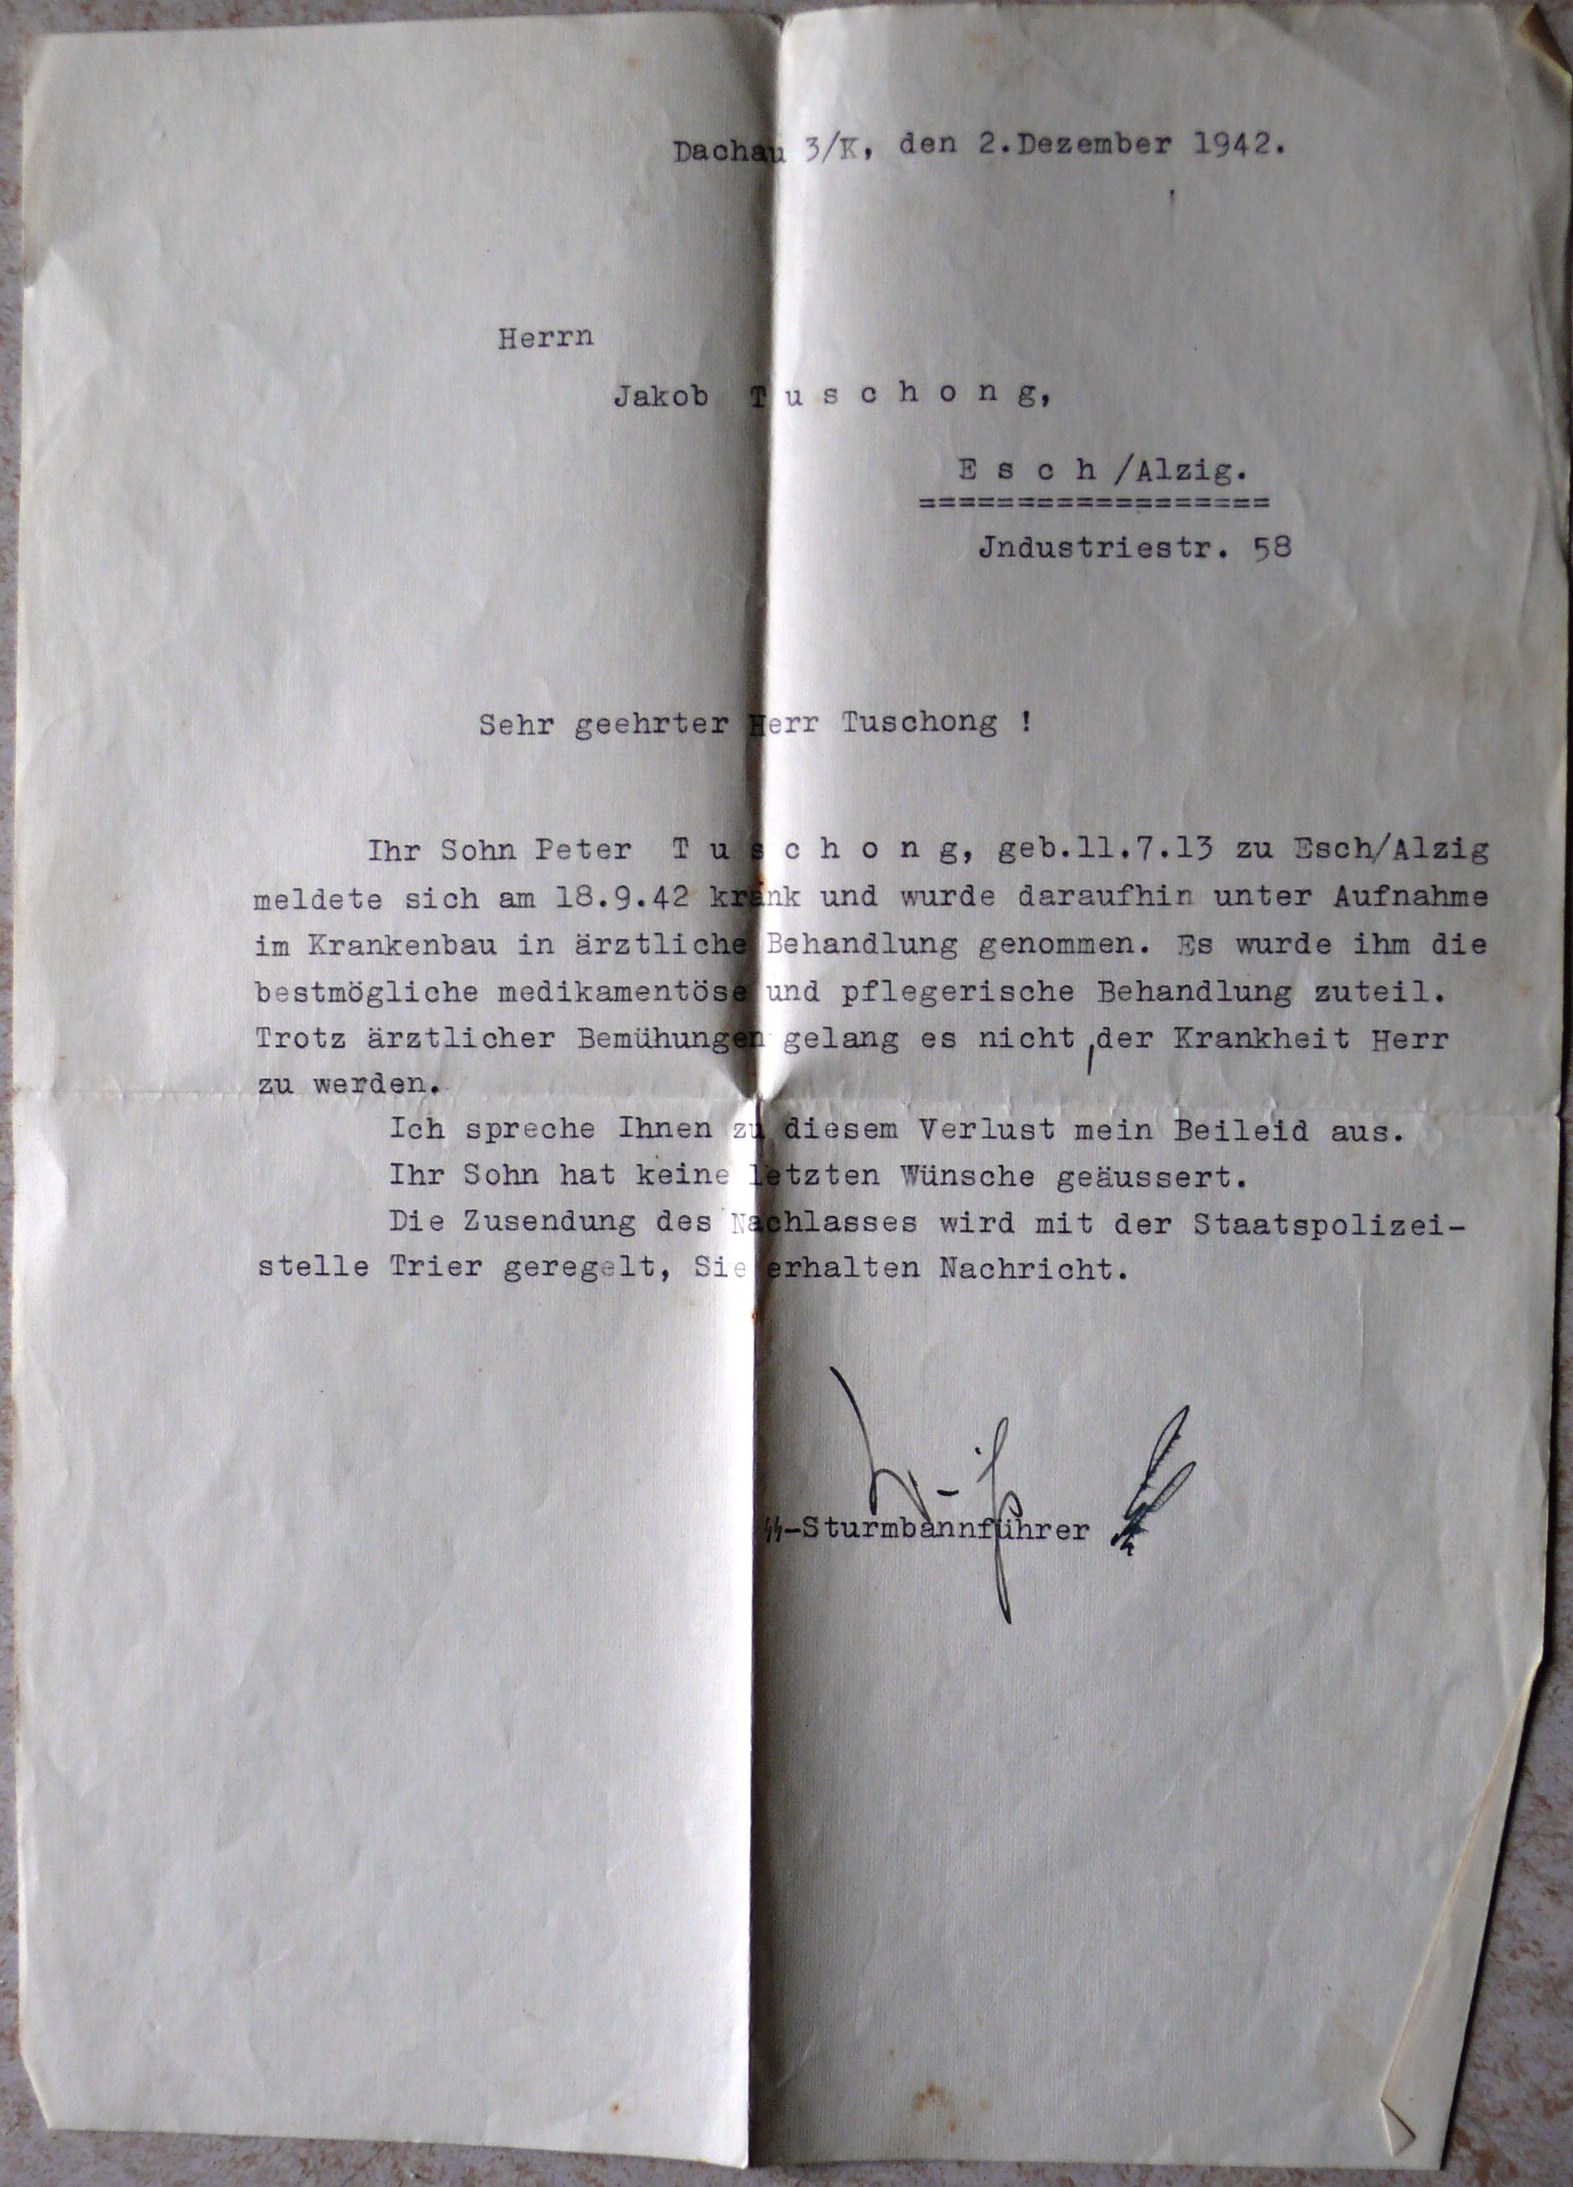 Dachau 3/K, den 2.Dezember 1942.
Herrn
Jakob T u s c h o n g,
E s c h /Alzig.
==================
Jndustriestr. 58
Sehr geehrter Herr Tuschong !
Ihr Sohn Peter T u s c h o n g, geb.11.7.13 zu Esch/Alzig
meldete sich am 18.9.42 krank und wurde daraufhin unter Aufnahme
im Krankenbau in ärztliche Behandlung genommen. Es wurde ihm die
bestmögliche medikamentöse und pflegerische Behandlung zuteil.
Trotz ärztlicher Bemühungen gelang es nicht ,der Krankheit Herr
zu werden.
Ich spreche Ihnen zu diesem Verlust mein Beileid aus.
Ihr Sohn hat keine letzten Wünsche geäussert.
Die Zusendung des Nachlasses wird mit der Staatspolizei-
stelle Trier geregelt, Sie erhalten Nachricht.
SS-Sturmbannführer